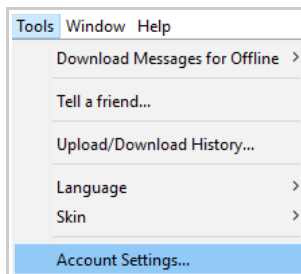 Tools Window Help
Download Messages for Offline >
Tell a friend...
Upload/Download History...
Language >
Skin >
Account Settings...